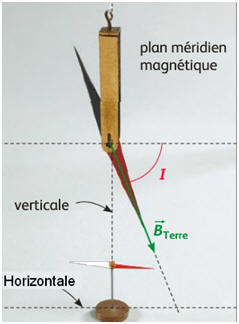 plan méridien
magnétique
I
verticale
B⃗Terre
Horizontale